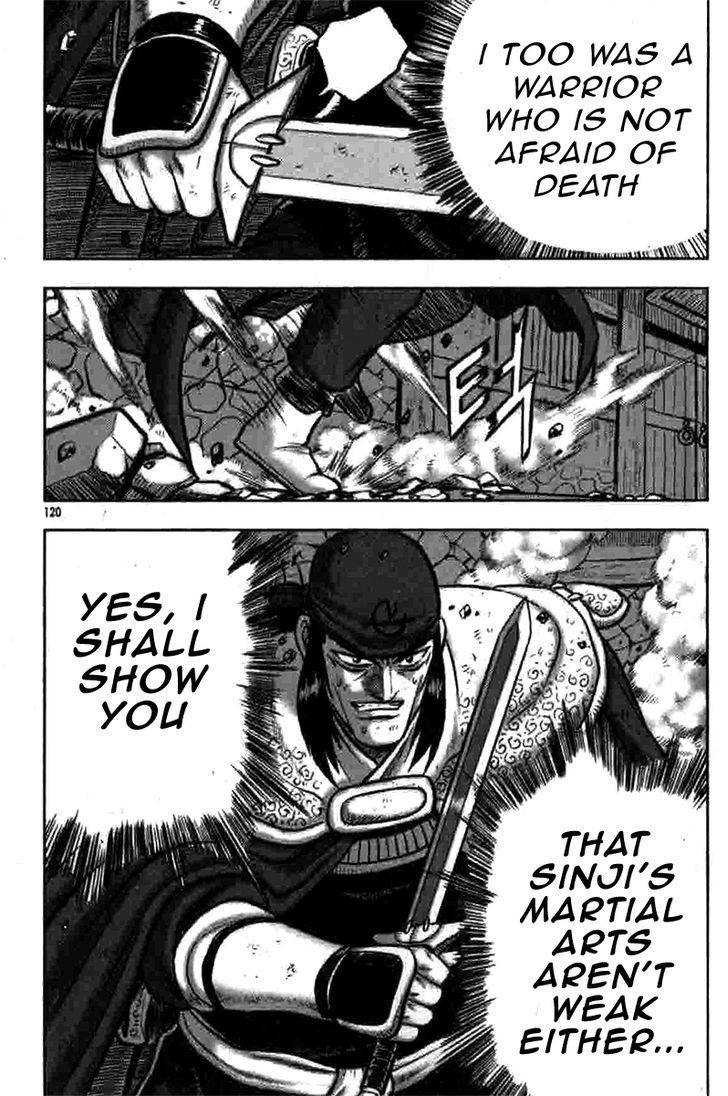 I TOO WAS A
WARRIOR
WHO IS NOT
AFRAID OF
DEATH
턱
120
YES, I
SHALL
SHOW
YOU
THAT
SINJI'S
MARTIAL
ARTS
AREN'T
WEAK
EITHER...